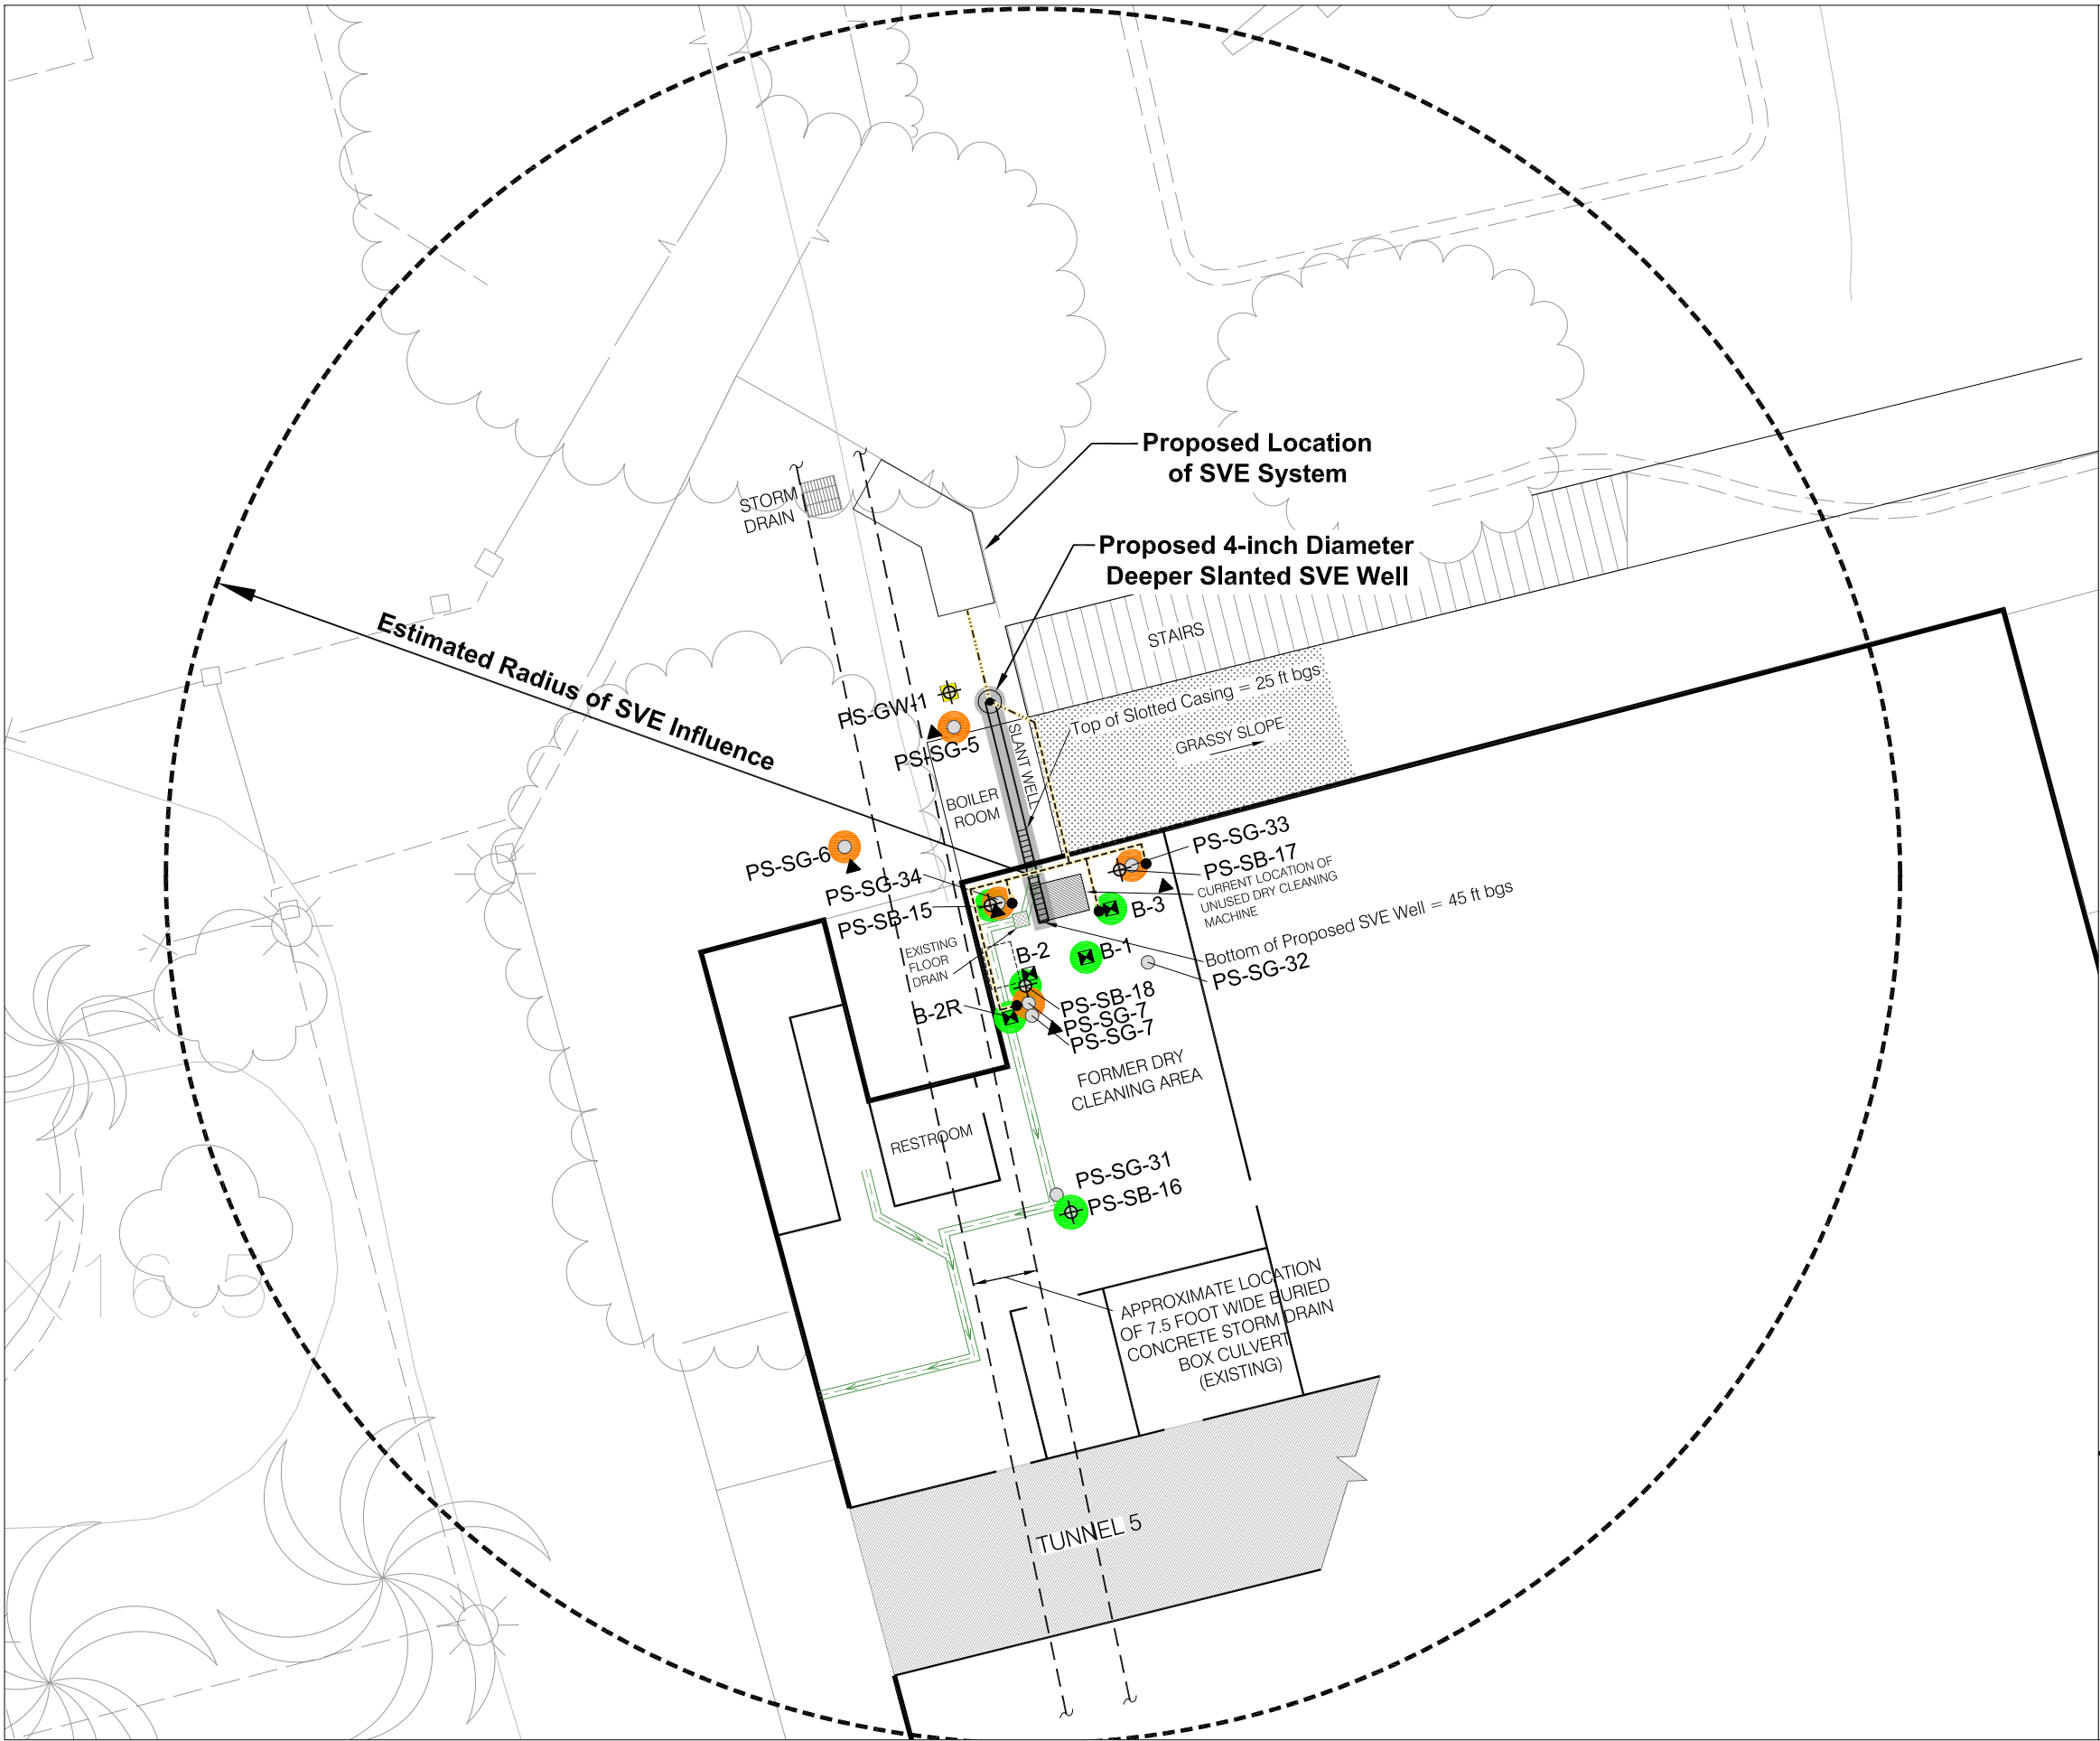 Proposed Location
of SVE System
STORM
DRAIN
Proposed 4-inch Diameter
Deeper Slanted SVE Well
Estimated Radius of SVE Influence
STAIRS
Top of Slotted Casing = 25 ft bgs
GRASSY SLOPE
PS-GW-1
PS-SG-5
SLANT WELL
BOILER
ROOM
PS-SG-6
PS-SG-33
PS-SB-17
CURRENT LOCATION OF
UNUSED DRY CLEANING
MACHINE
PS-SG-34
PS-SB-15
B-3
EXISTING
FLOOR
DRAIN
B-2
B-1
Bottom of Proposed SVE Well = 45 ft bgs
PS-SG-32
B-2R
PS-SB-18
PS-SG-7
PS-SG-7
FORMER DRY
CLEANING AREA
RESTROOM
PS-SG-31
PS-SB-16
16.5
APPROXIMATE LOCATION
OF 7.5 FOOT WIDE BURIED
CONCRETE STORM DRAIN
BOX CULVERT
(EXISTING)
TUNNEL 5